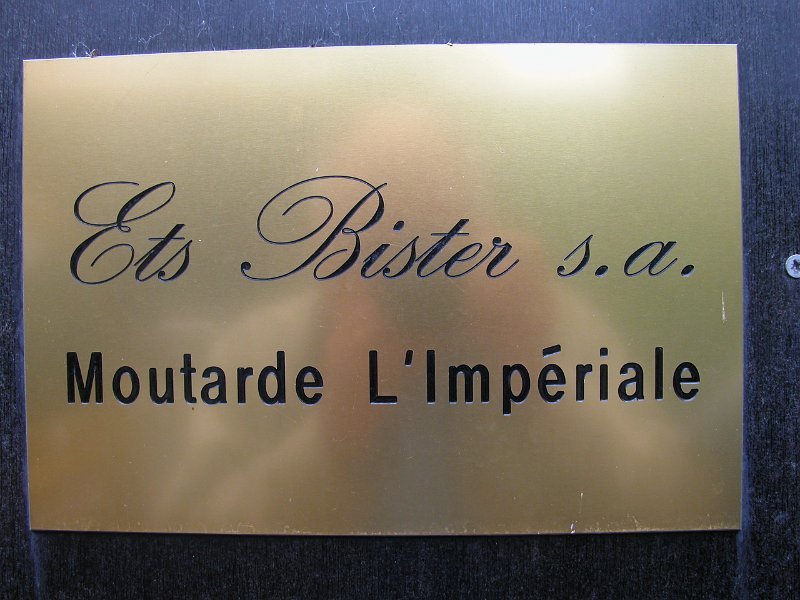 Ets Bister s.a.
Moutarde L'Impériale